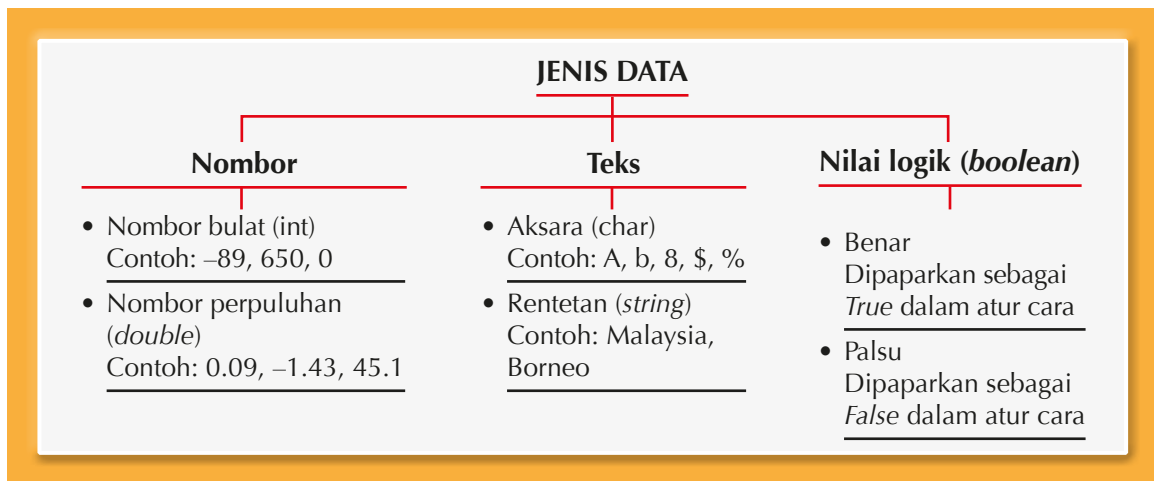 JENIS DATA
Nombor
• Nombor bulat (int)
Contoh: –89, 650, 0
• Nombor perpuluhan
(double)
Contoh: 0.09, –1.43, 45.1
Teks
• Aksara (char)
Contoh: A, b, 8, $, %
• Rentetan (string)
Contoh: Malaysia,
Borneo
Nilai logik (boolean)
• Benar
Dipaparkan sebagai
True dalam atur cara
• Palsu
Dipaparkan sebagai
False dalam atur cara